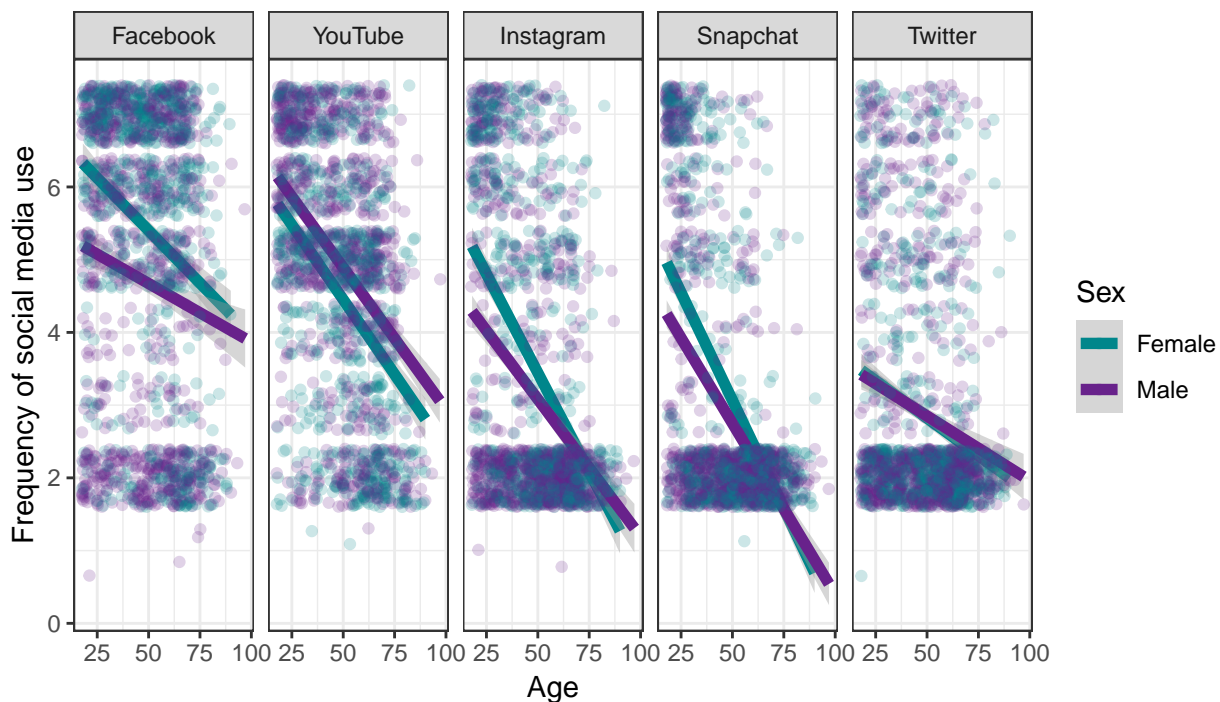 Facebook YouTube Instagram Snapchat Twitter
6
4
2
0
Frequency of social media use
25 50 75 100 25 50 75 100 25 50 75 100 25 50 75 100 25 50 75 100
Age
Sex
Female
Male